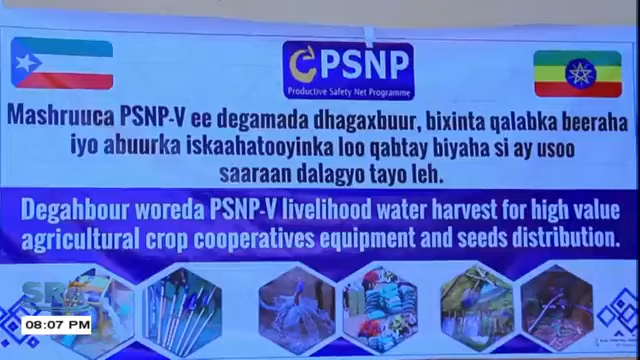 PSNP
Productive Safety Net Programme
Mashruuca PSNP-V ee degamada dhagaxbuur, bixinta qalabka beeraha
iyo abuurka iskaahatooyinka loo qabtay biyaha si ay usoo
saaraan dalagyo tayo leh.
Degahbour woreda PSNP-V livelihood water harvest for high value
agricultural crop cooperatives equipment and seeds distribution.
08:07 PM